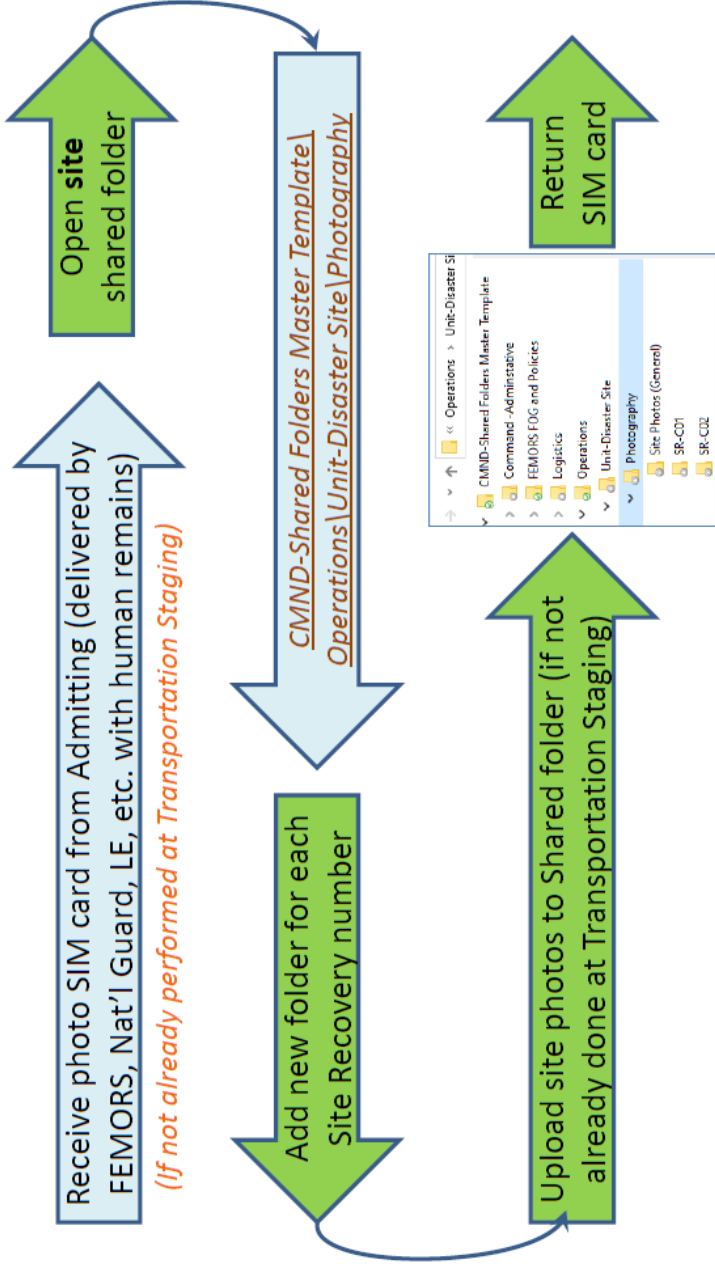 Receive photo SIM card from Admitting (delivered by
FEMORS, Nat’l Guard, LE, etc. with human remains)
(If not already performed at Transportation Staging)
Open site
shared folder
CMND-Shared Folders Master Template\
Operations\Unit-Disaster Site\Photography
Add new folder for each
Site Recovery number
Upload site photos to Shared folder (if not
already done at Transportation Staging)
« Operations > Unit-Disaster Si
CMND-Shared Folders Master Template
Command -Adminstative
FEMORS FOG and Policies
Logistics
Operations
Unit-Disaster Site
Photography
Site Photos (General)
SR-C01
SR-C02
Return
SIM card